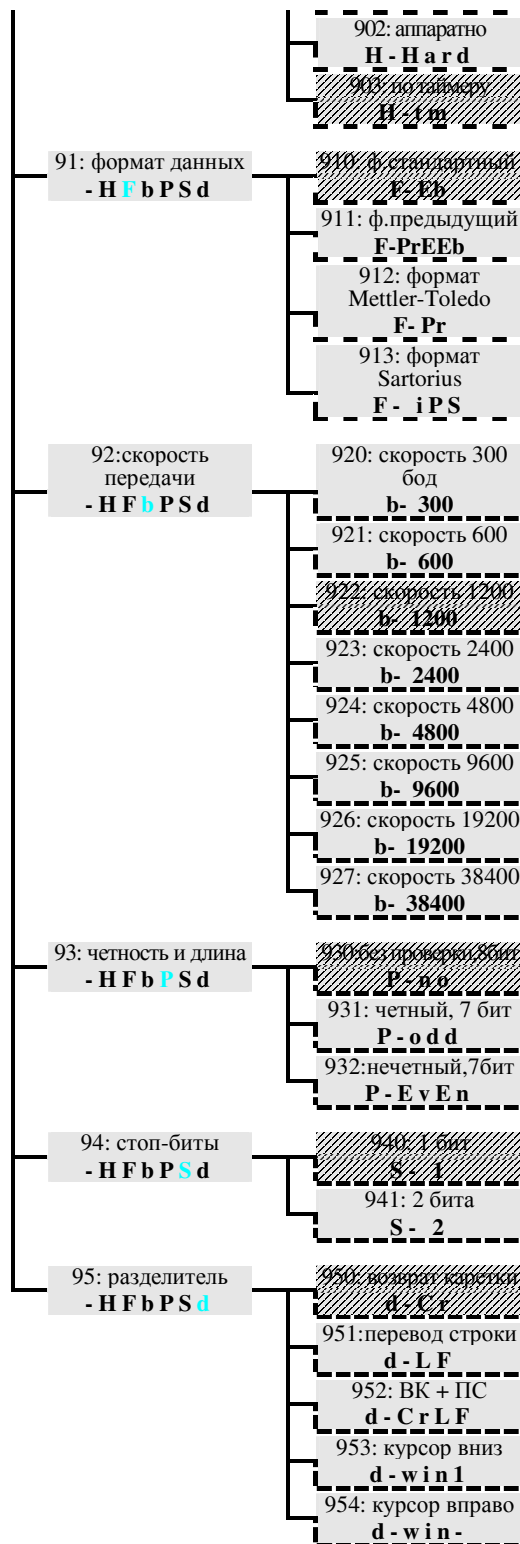 902: аппаратно
H - H a r d
903: по таймеру
H - t m
91: формат данных
- H F b P S d
910: ф.стандартный
F- Eb
911: ф.предыдущий
F-PrEEb
912: формат
Mettler-Toledo
F- Pr
913: формат
Sartorius
F - i P S
92:скорость
передачи
- H F b P S d
920: скорость 300
бод
b- 300
921: скорость 600
b- 600
922: скорость 1200
b- 1200
923: скорость 2400
b- 2400
924: скорость 4800
b- 4800
925: скорость 9600
b- 9600
926: скорость 19200
b- 19200
927: скорость 38400
b- 38400
93: четность и длина
- H F b P S d
930:без проверки,8бит
P - n o
931: четный, 7 бит
P - o d d
932:нечетный,7бит
P - E v E n
94: стоп-биты
- H F b P S d
940: 1 бит
S - 1
941: 2 бита
S - 2
95: разделитель
- H F b P S d
950: возврат каретки
d - C r
951:перевод строки
d - L F
952: ВК + ПС
d - C r L F
953: курсор вниз
d - w i n 1
954: курсор вправо
d - w i n -